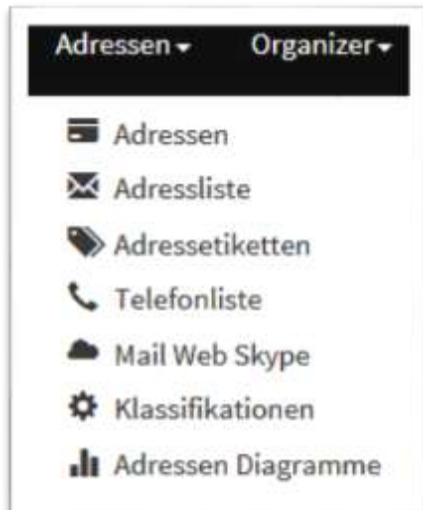 Adressen Organizer
Adressen
Adressliste
Adressetiketten
Telefonliste
Mail Web Skype
Klassifikationen
Adressen Diagramme